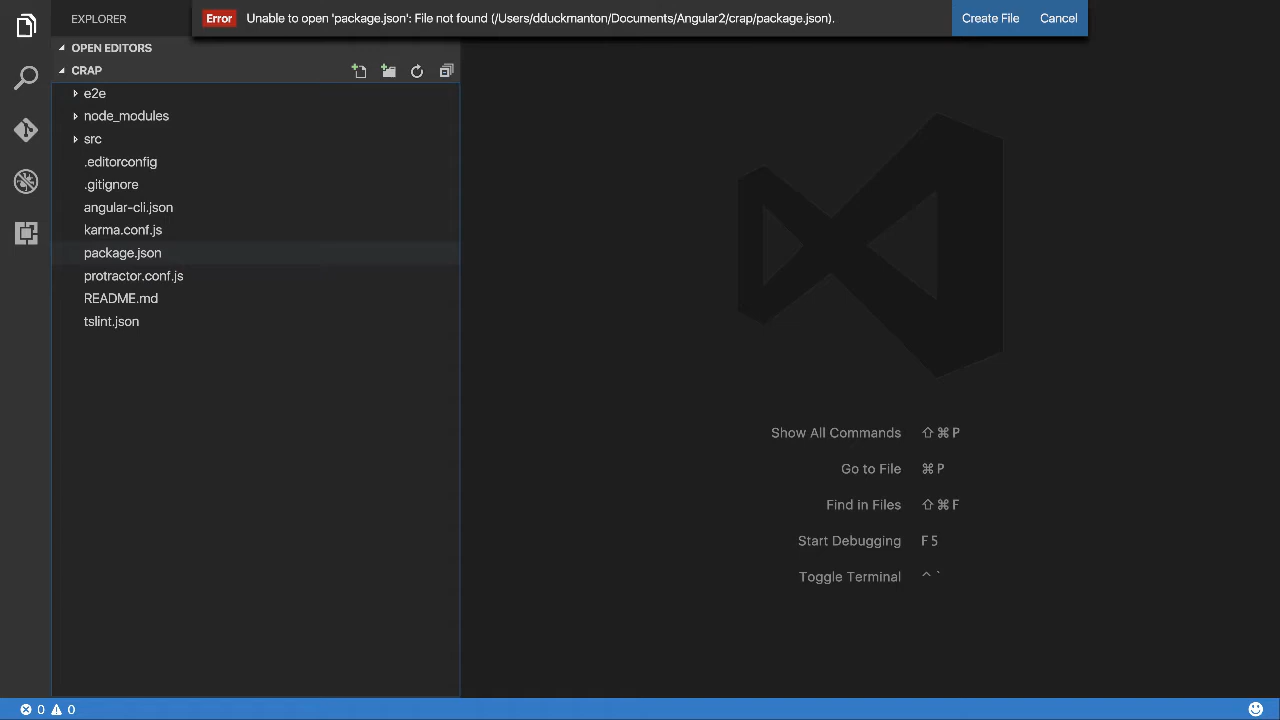 EXPLORER
Error Unable to open 'package.json': File not found (/Users/dduckmanton/Documents/Angular2/crap/package.json). Create File Cancel
OPEN EDITORS
CRAP
e2e
node_modules
src
.editorconfig
.gitignore
angular-cli.json
karma.conf.js
package.json
protractor.conf.js
README.md
tslint.json
Show All Commands ⇧⌘P
Go to File ⌘P
Find in Files ⇧⌘F
Start Debugging F5
Toggle Terminal ^`
0 0